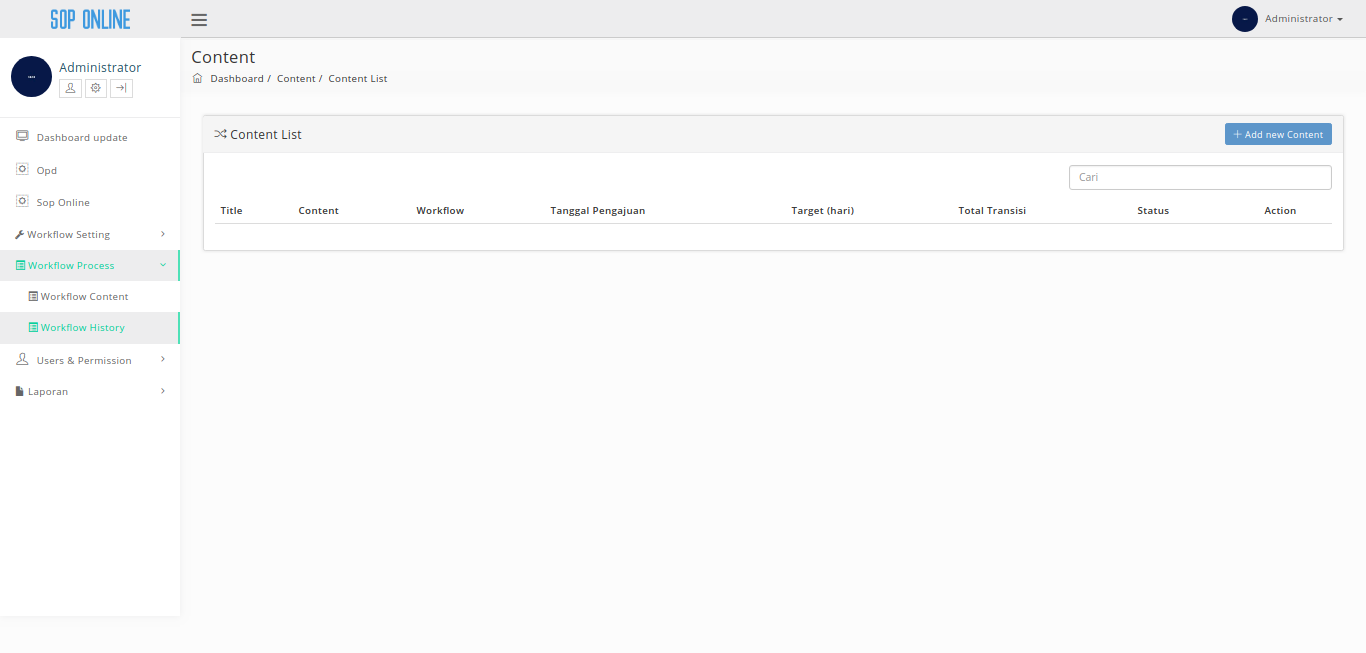 SOP ONLINE
Administrator
Administrator
Dashboard update
Opd
Sop Online
Workflow Setting
Workflow Process
Workflow Content
Workflow History
Users & Permission
Laporan
Content
Dashboard / Content / Content List
Content List
Add new Content
Cari
Title Content Workflow Tanggal Pengajuan Target (hari) Total Transisi Status Action